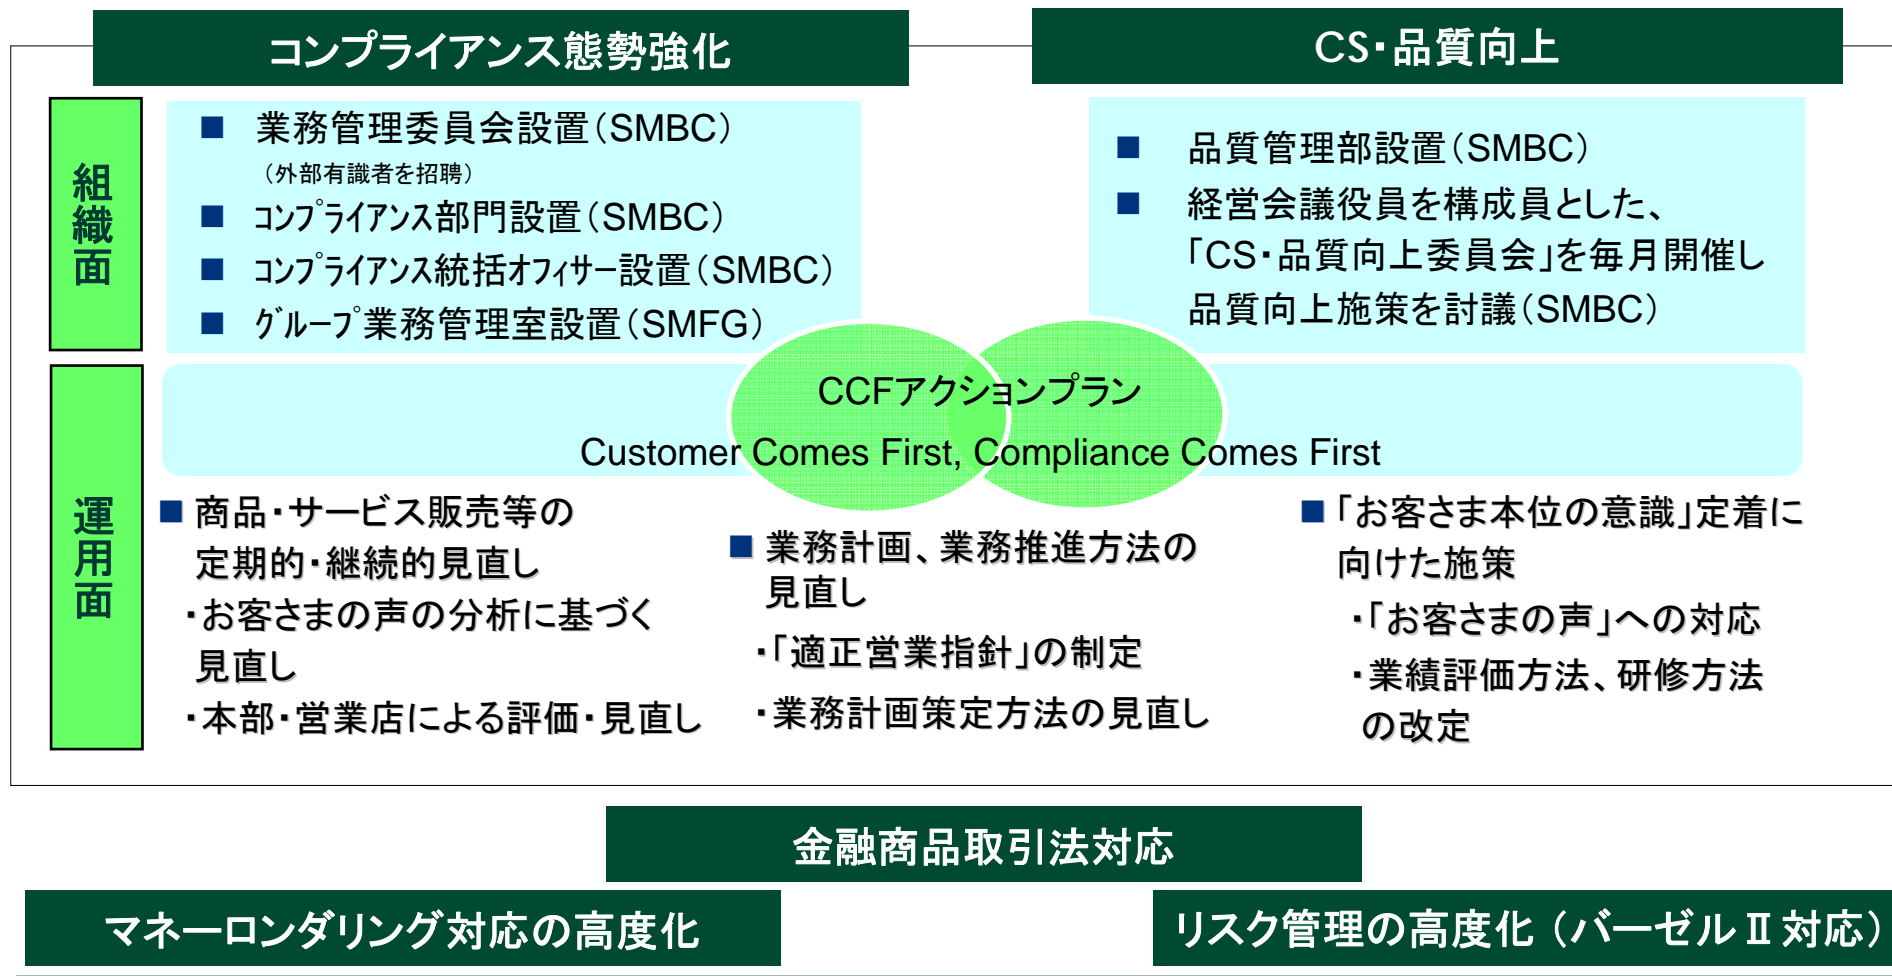 コンプライアンス態勢強化
CS・品質向上
組織面
■ 業務管理委員会設置(SMBC)
(外部有識者を招聘)
■ コンプライアンス部門設置(SMBC)
■ コンプライアンス統括オフィサー設置(SMBC)
■ グループ業務管理室設置(SMFG)
■ 品質管理部設置(SMBC)
■ 経営会議役員を構成員とした、
「CS・品質向上委員会」を毎月開催し
品質向上施策を討議(SMBC)
CCFアクションプラン
Customer Comes First, Compliance Comes First
運用面
■ 商品・サービス販売等の
定期的・継続的見直し
・お客さまの声の分析に基づく
見直し
・本部・営業店による評価・見直し
■ 業務計画、業務推進方法の
見直し
・「適正営業指針」の制定
・業務計画策定方法の見直し
■「お客さま本位の意識」定着に
向けた施策
・「お客さまの声」への対応
・業績評価方法、研修方法
の改定
金融商品取引法対応
マネーロンダリング対応の高度化
リスク管理の高度化(バーゼルⅡ対応)